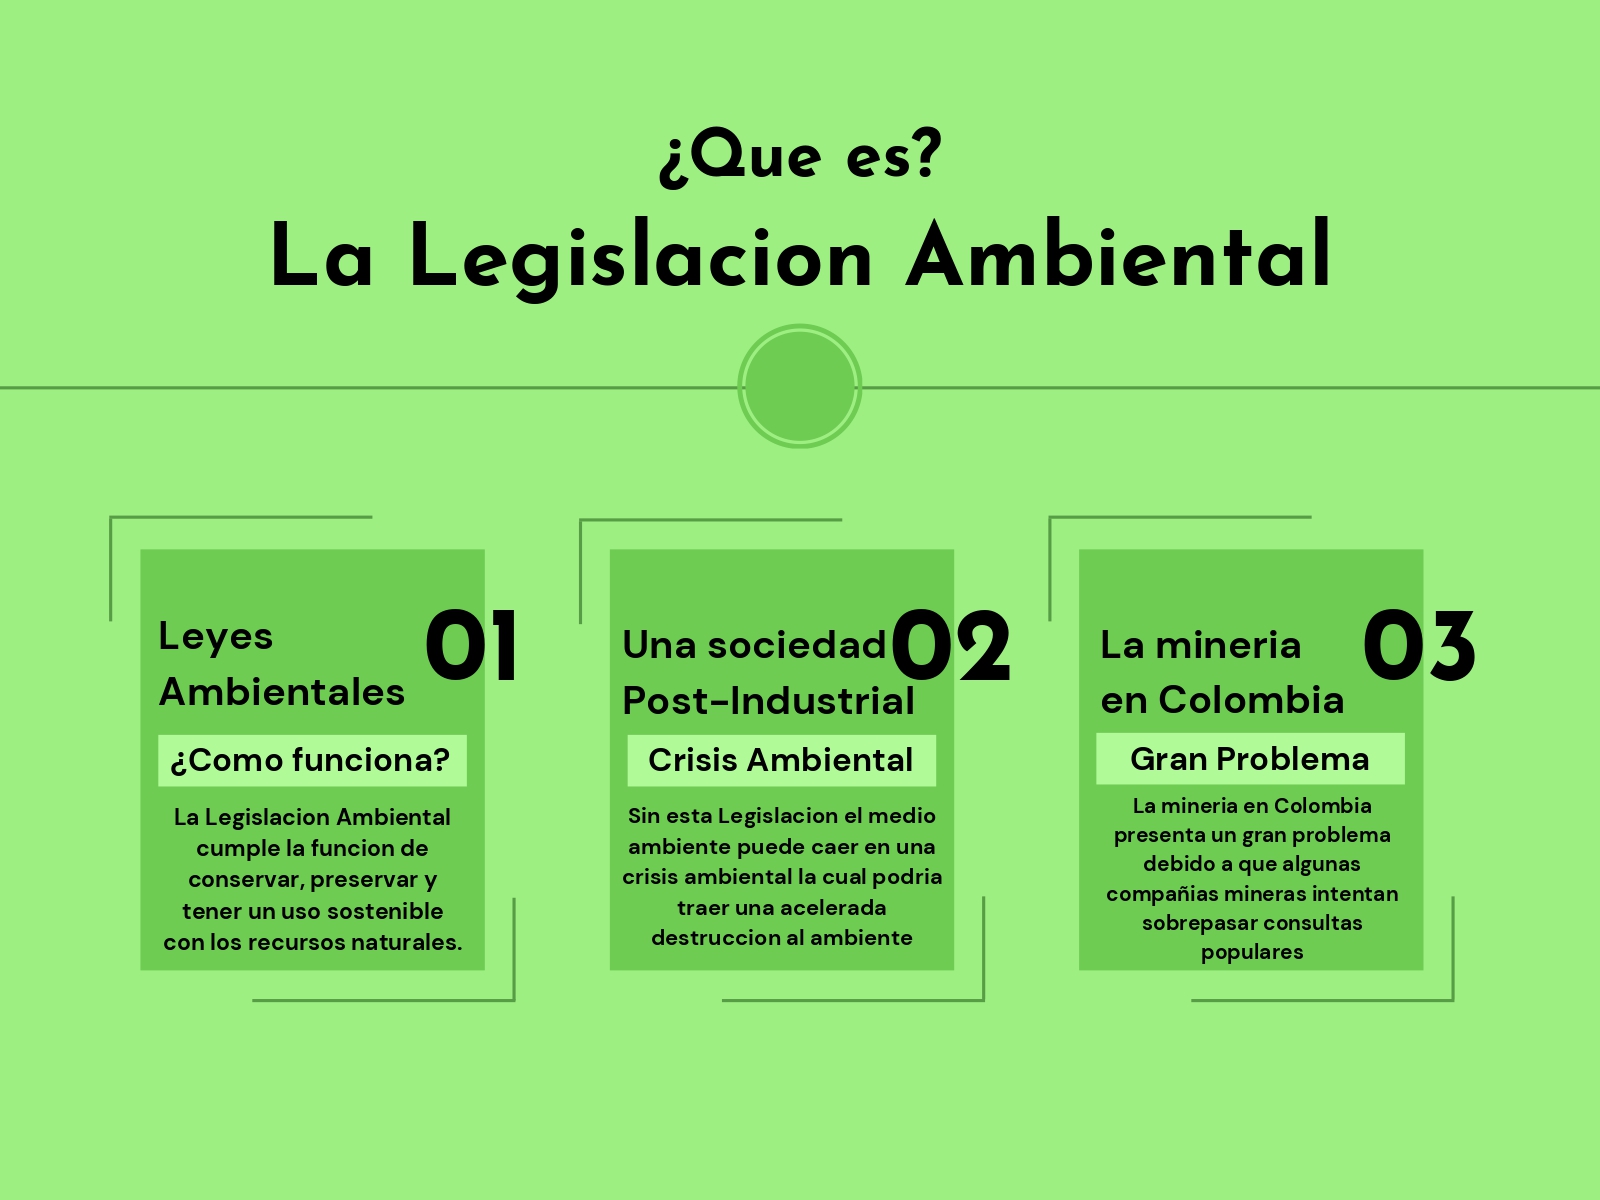 ¿Que es?
La Legislacion Ambiental
Leyes
Ambientales
01
¿Como funciona?
La Legislacion Ambiental
cumple la funcion de
conservar, preservar y
tener un uso sostenible
con los recursos naturales.
Una sociedad
Post-Industrial
02
Crisis Ambiental
Sin esta Legislacion el medio
ambiente puede caer en una
crisis ambiental la cual podria
traer una acelerada
destruccion al ambiente
La mineria
en Colombia
03
Gran Problema
La mineria en Colombia
presenta un gran problema
debido a que algunas
compañias mineras intentan
sobrepasar consultas
populares